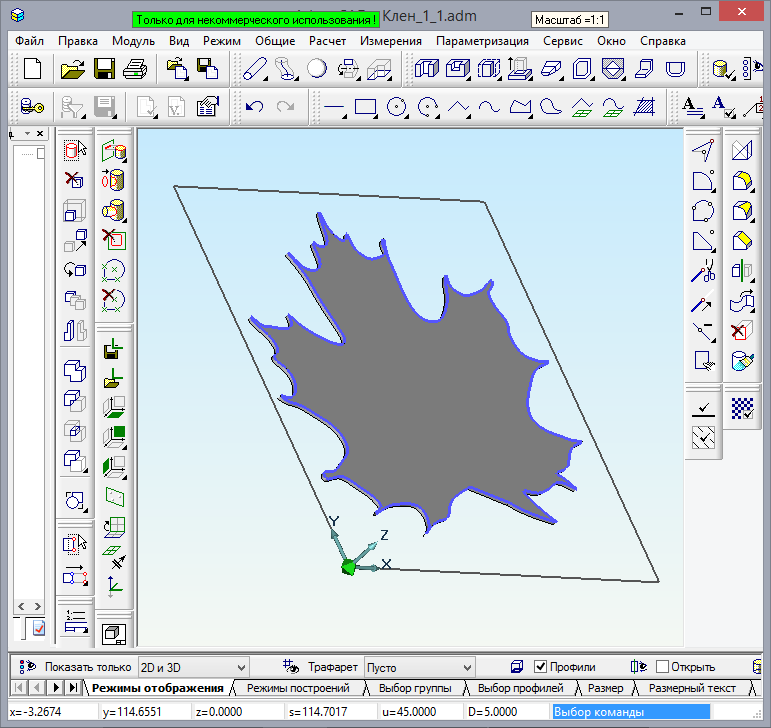 Только для некоммерческого использования !
Клен_1_1.adm
Масштаб =1:1
Файл Правка Модуль Вид Режим Общие Расчет Измерения Параметризация Сервис Окно Справка
Y
Z
X
Показать только 2D и 3D Трафарет Пусто Профили Открыть
Режимы отображения Режимы построений Выбор группы Выбор профилей Размер Размерный текст
x=-3.2674 y=114.6551 z=0.0000 s=114.7017 u=45.0000 D=5.0000 Выбор команды